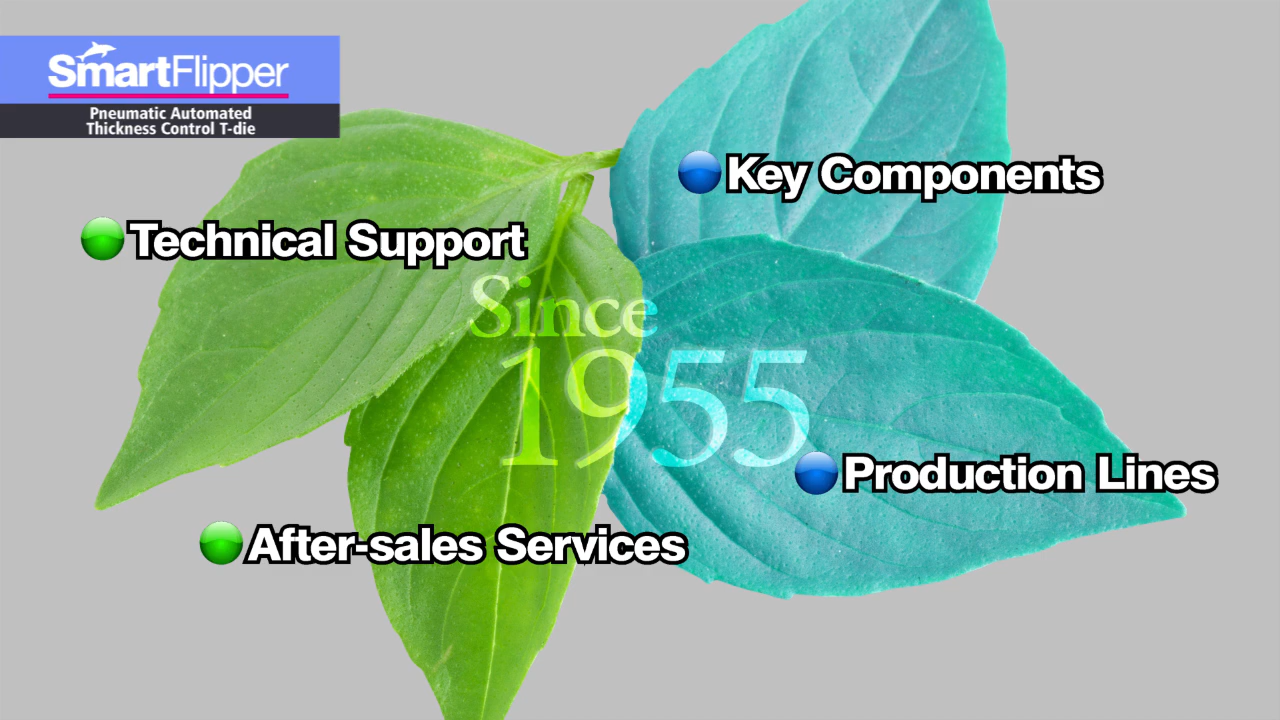 SmartFlipper
Pneumatic Automated
Thickness Control T-die
Key Components
Technical Support
Since
1955
Production Lines
After-sales Services